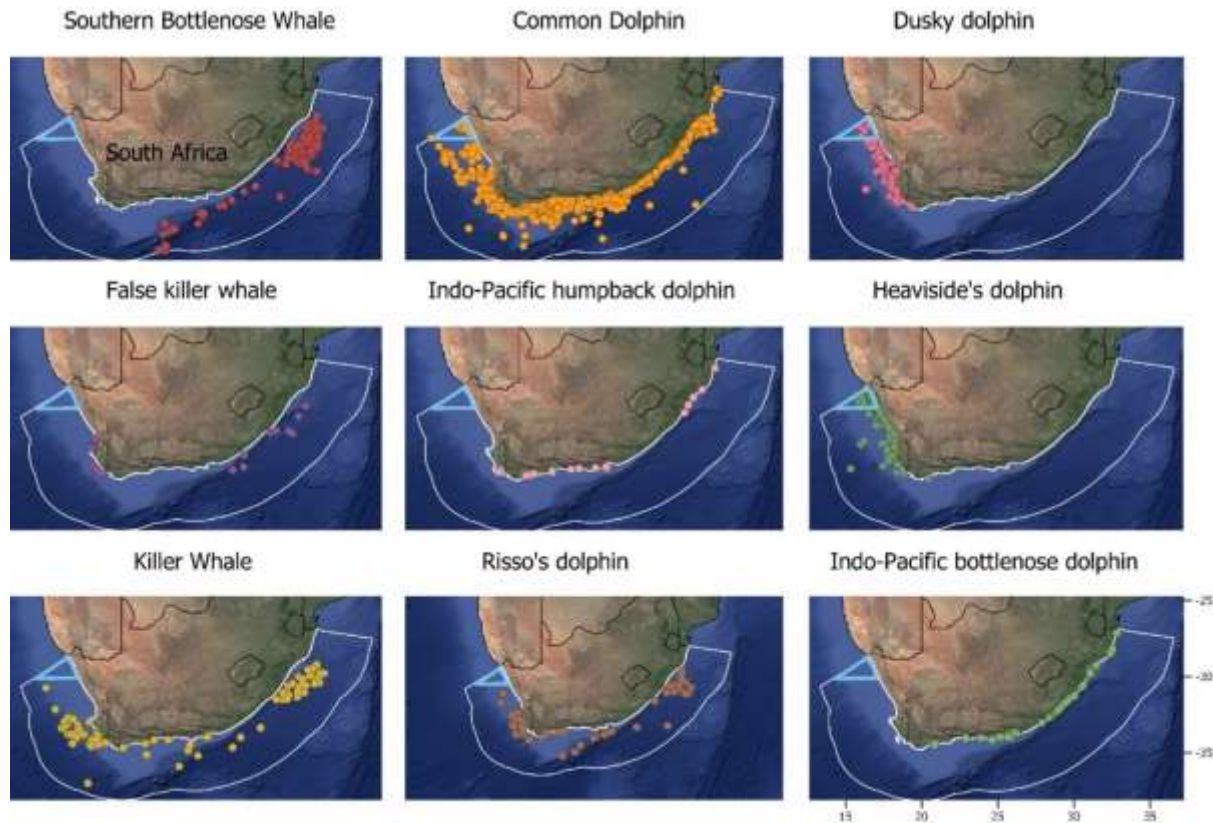 Southern Bottlenose Whale
Common Dolphin
Dusky dolphin
South Africa
False killer whale
Indo-Pacific humpback dolphin
Heaviside's dolphin
Killer Whale
Risso's dolphin
Indo-Pacific bottlenose dolphin
-25
-30
-35
15
20
25
30
35